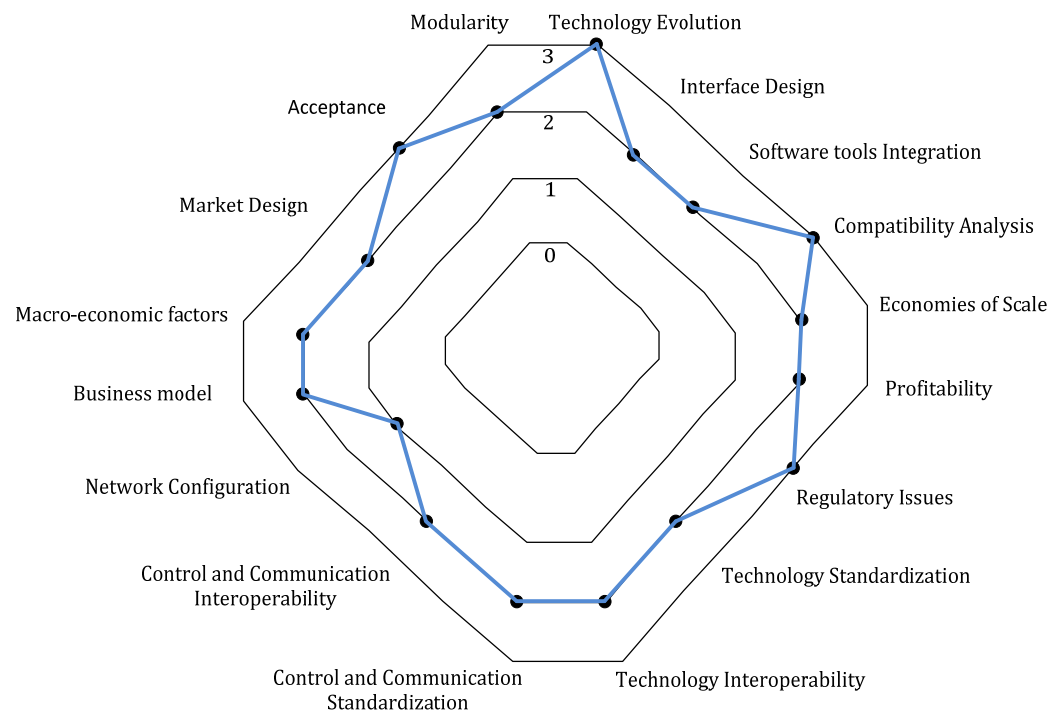 Modularity
Technology Evolution
3
Interface Design
Acceptance
2
Software tools Integration
1
Market Design
Compatibility Analysis
0
Economies of Scale
Macro-economic factors
Profitability
Business model
Network Configuration
Regulatory Issues
Control and Communication
Interoperability
Technology Standardization
Control and Communication
Standardization
Technology Interoperability